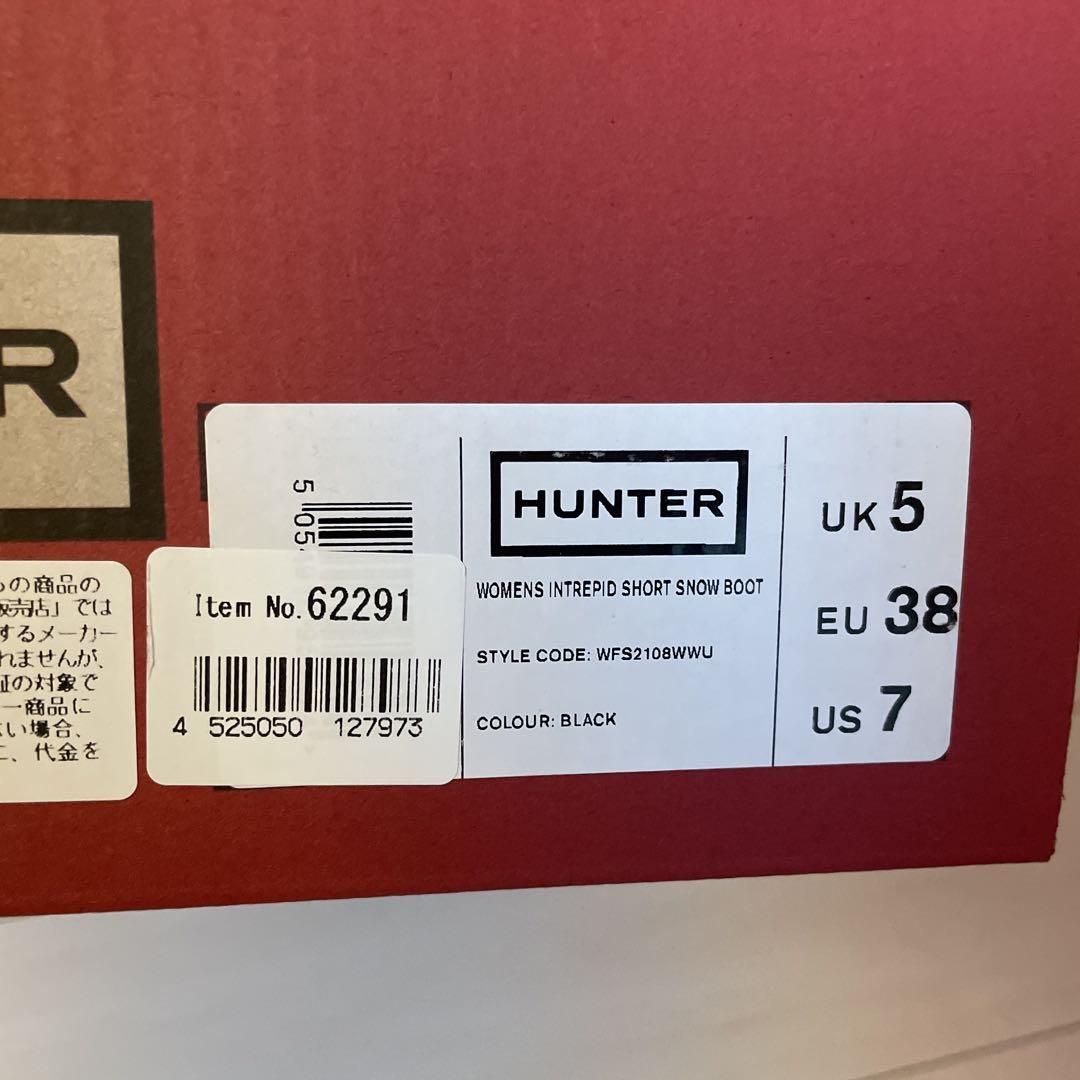 R
の商品の
販売店」では
するメーカー
れませんが、
証の対象で
一商品に
い場合、
、代金を
5 054
Item No. 62291
4 525050 127973
HUNTER
WOMENS INTREPID SHORT SNOW BOOT
STYLE CODE: WFS2108WWU
COLOUR: BLACK
UK 5
EU 38
US 7